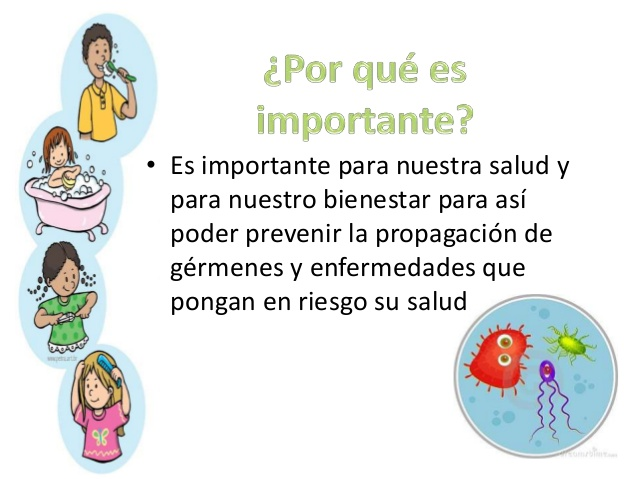 ¿Por qué es
importante?
• Es importante para nuestra salud y
para nuestro bienestar para así
poder prevenir la propagación de
gérmenes y enfermedades que
pongan en riesgo su salud